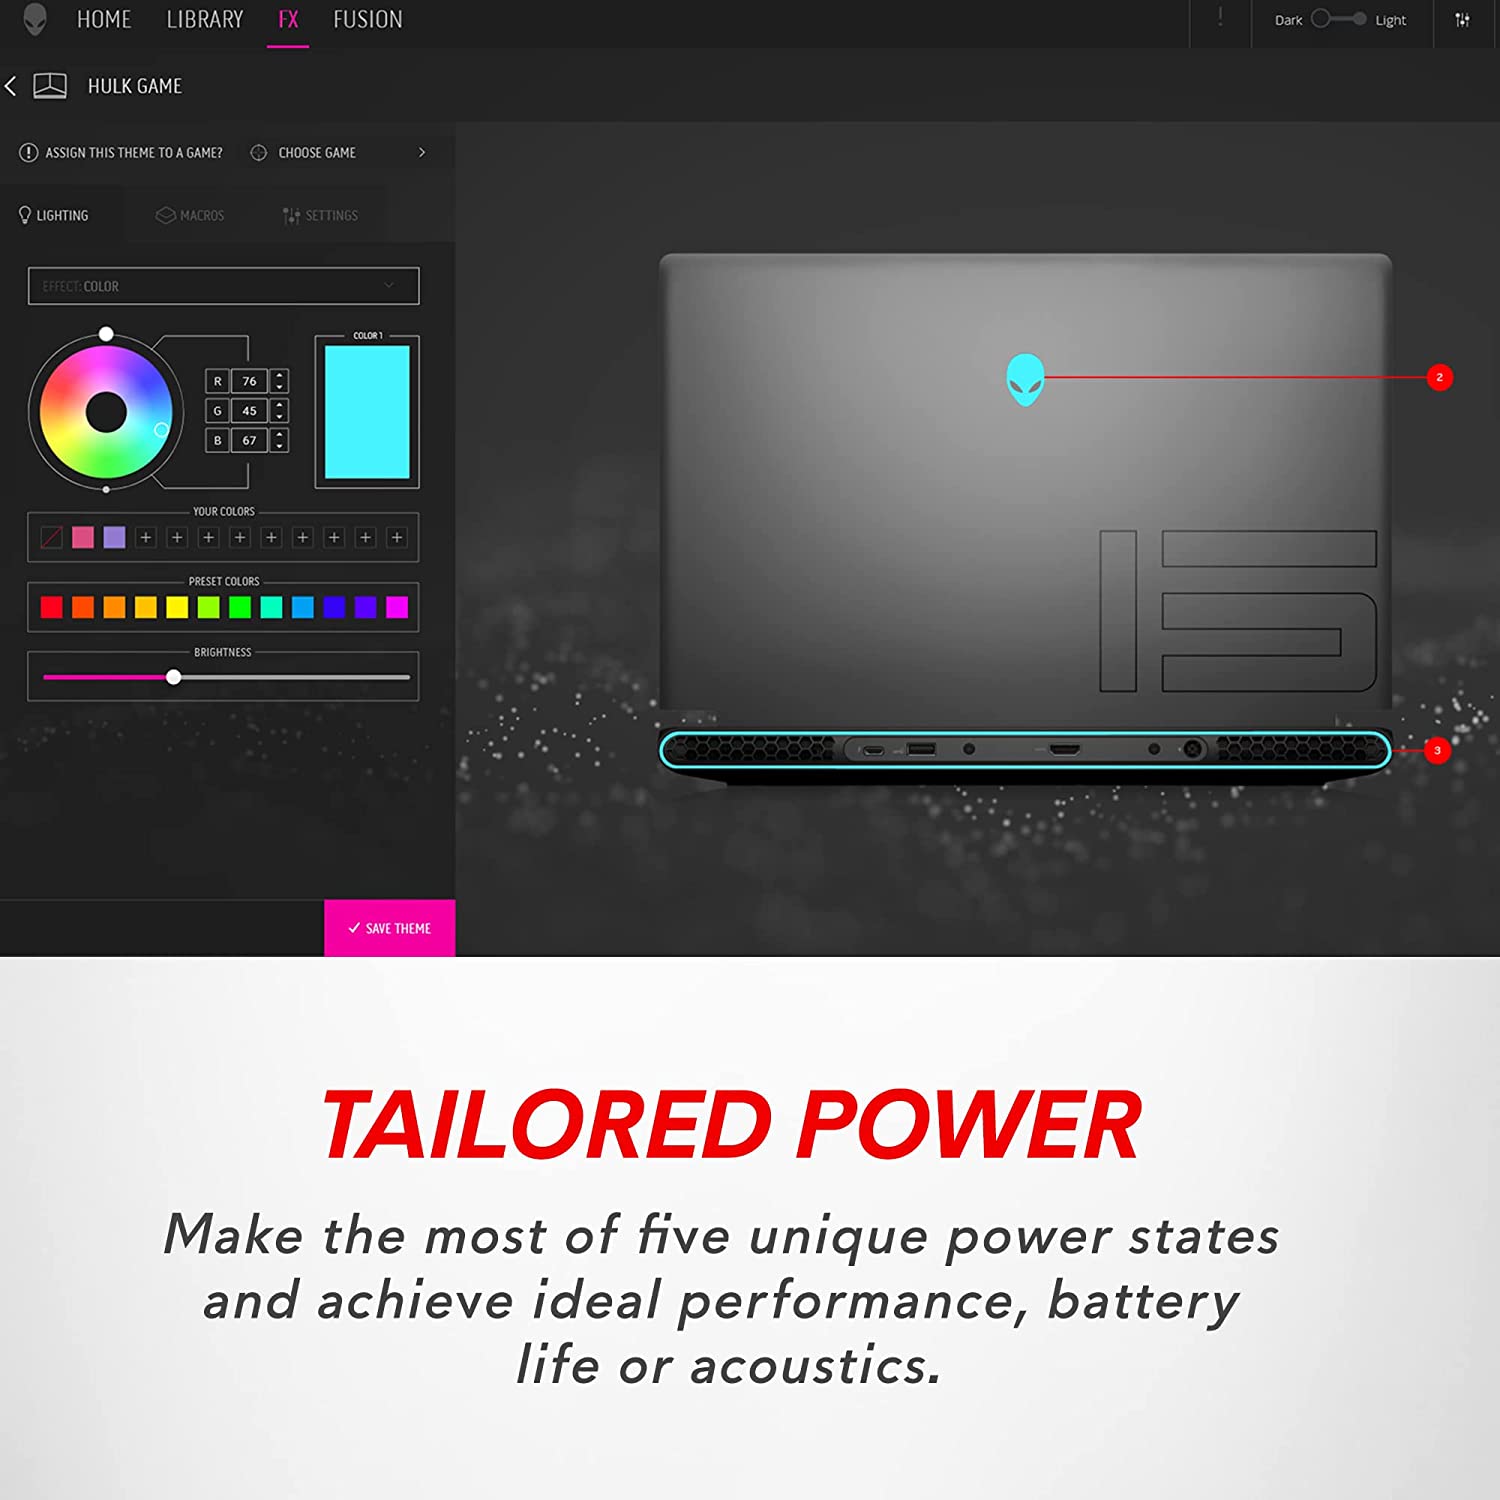 HOME LIBRARY FX FUSION
Dark Light
HULK GAME
ASSIGN THIS THEME TO A GAME? CHOOSE GAME
LIGHTING MACROS SETTINGS
EFFECT: COLOR
COLOR 1
R 76
G 45
B 67
YOUR COLORS
PRESET COLORS
BRIGHTNESS
SAVE THEME
2
15
3
TAILORED POWER
Make the most of five unique power states
and achieve ideal performance, battery
life or acoustics.